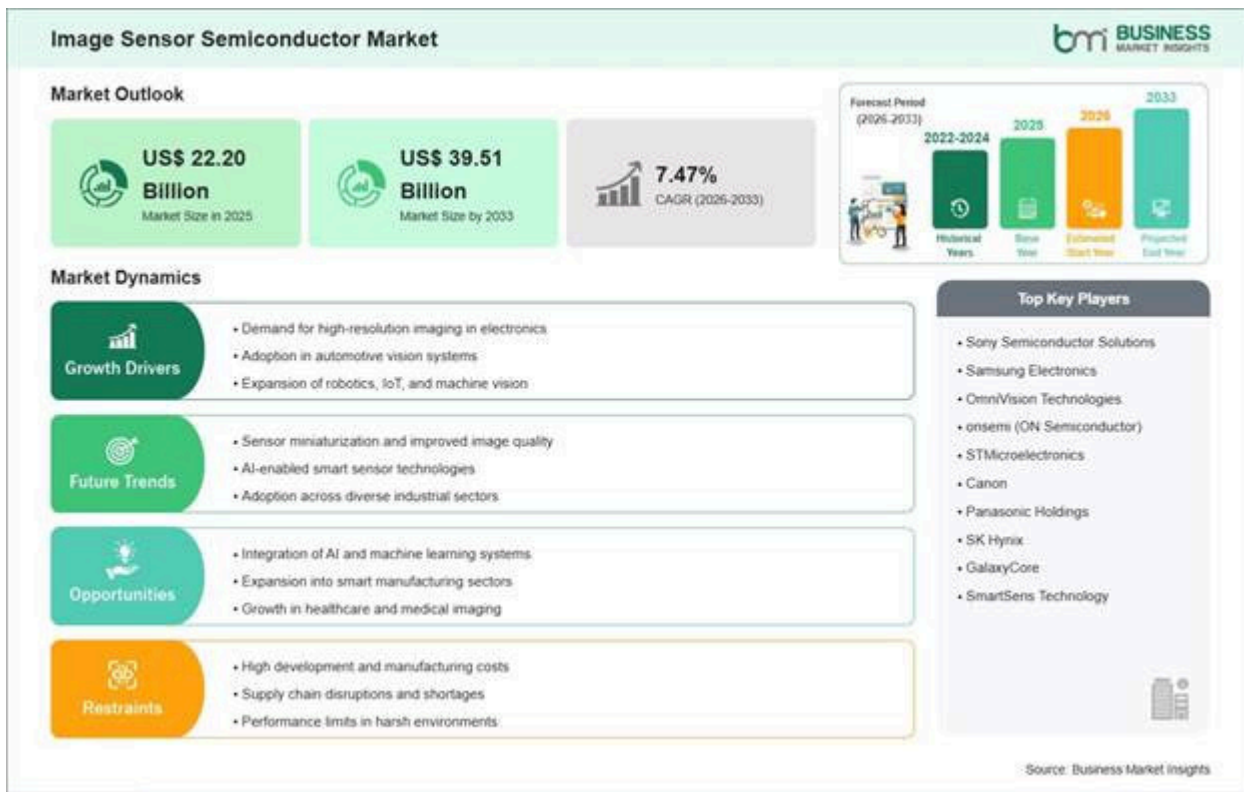 Image Sensor Semiconductor Market
bmi BUSINESS
MARKET INSIGHTS
Market Outlook
US$ 22.20
Billion
Market Size in 2025
US$ 39.51
Billion
Market Size by 2033
7.47%
CAGR (2026-2033)
Forecast Period
(2026-2033)
2022-2024
2025
2026
2033
Historical
Years
Base
Year
Estimated
Start Year
Projected
End Year
Market Dynamics
Growth Drivers
• Demand for high-resolution imaging in electronics
• Adoption in automotive vision systems
• Expansion of robotics, IoT, and machine vision
Future Trends
• Sensor miniaturization and improved image quality
• AI-enabled smart sensor technologies
• Adoption across diverse industrial sectors
Opportunities
• Integration of AI and machine learning systems
• Expansion into smart manufacturing sectors
• Growth in healthcare and medical imaging
Restraints
• High development and manufacturing costs
• Supply chain disruptions and shortages
• Performance limits in harsh environments
Top Key Players
• Sony Semiconductor Solutions
• Samsung Electronics
• OmniVision Technologies
• onsemi (ON Semiconductor)
• STMicroelectronics
• Canon
• Panasonic Holdings
• SK Hynix
• GalaxyCore
• SmartSens Technology
Source: Business Market Insights